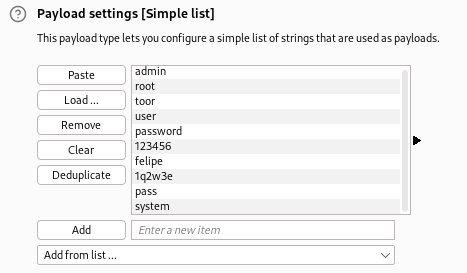 Payload settings [Simple list]
This payload type lets you configure a simple list of strings that are used as payloads.
Paste
Load ...
Remove
Clear
Deduplicate
admin
root
toor
user
password
123456
felipe
1q2w3e
pass
system
Add
Enter a new item
Add from list ...